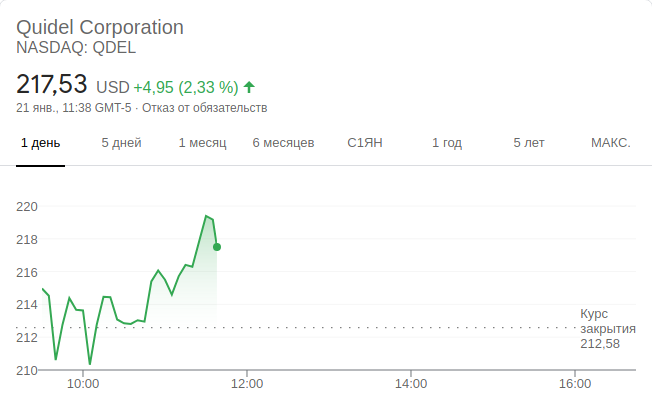 Quidel Corporation
NASDAQ: QDEL
217,53 USD +4,95 (2,33 %)
21 янв., 11:38 GMT-5 · Отказ от обязательств
1 день 5 дней 1 месяц 6 месяцев С1ЯН 1 год 5 лет МАКС.
220
218
216
214
212
210
Курс
закрытия
212,58
10:00 12:00 14:00 16:00